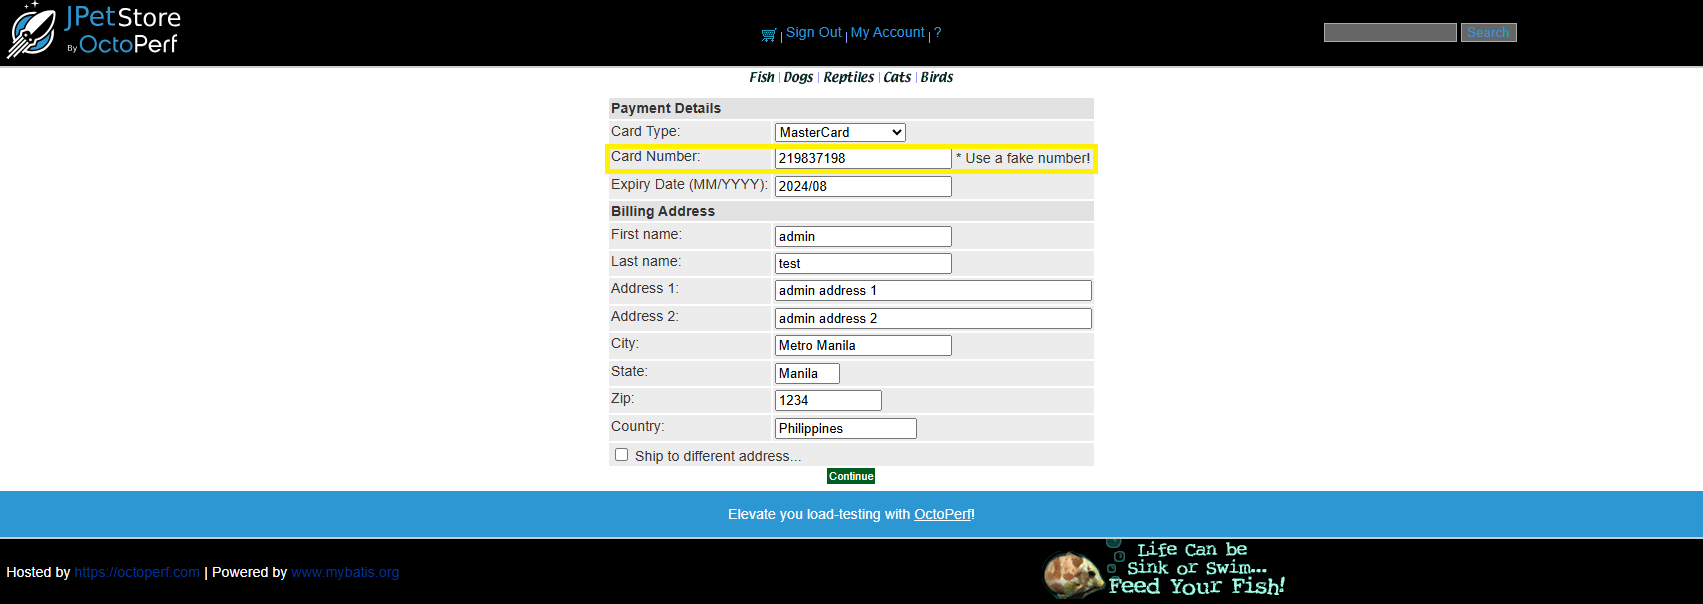 JPetStore
By OctoPerf
Sign Out | My Account | ?
Search
Fish | Dogs | Reptiles | Cats | Birds
Payment Details
Card Type: MasterCard
Card Number: 219837198 * Use a fake number!
Expiry Date (MM/YYYY): 2024/08
Billing Address
First name: admin
Last name: test
Address 1: admin address 1
Address 2: admin address 2
City: Metro Manila
State: Manila
Zip: 1234
Country: Philippines
Ship to different address...
Continue
Elevate you load-testing with OctoPerf!
Hosted by https://octoperf.com | Powered by www.mybatis.org
Life Can be
Sink or Swim...
Feed Your Fish!